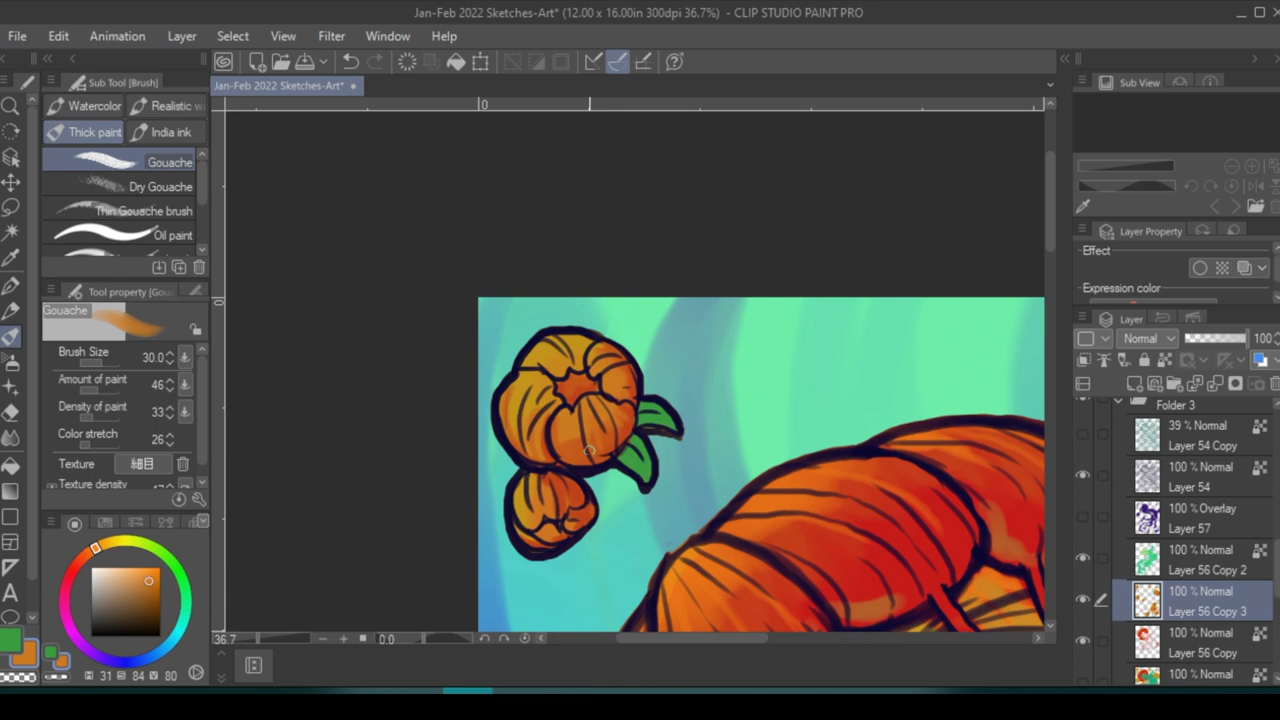 Jan-Feb 2022 Sketches-Art* (12.00 x 16.00in 300dpi 36.7%) - CLIP STUDIO PAINT PRO
File Edit Animation Layer Select View Filter Window Help
Sub Tool [Brush]
Jan-Feb 2022 Sketches-Art*
Sub View
Watercolor Realistic w
Thick paint India ink
Gouache
Dry Gouache
Thin Gouache brush
Oil paint
0
0
Tool property [Gou
Gouache
Brush Size 30.0
Amount of paint 46
Density of paint 33
Color stretch 26
Texture 細目
Texture density
H 31 S 84 V 80
36.7 0.0
Layer Property
Effect
Expression color
Layer
Normal 100
Folder 3
39 % Normal
Layer 54 Copy
100 % Normal
Layer 54
100 % Overlay
Layer 57
100 % Normal
Layer 56 Copy 2
100 % Normal
Layer 56 Copy 3
100 % Normal
Layer 56 Copy
100 % Normal